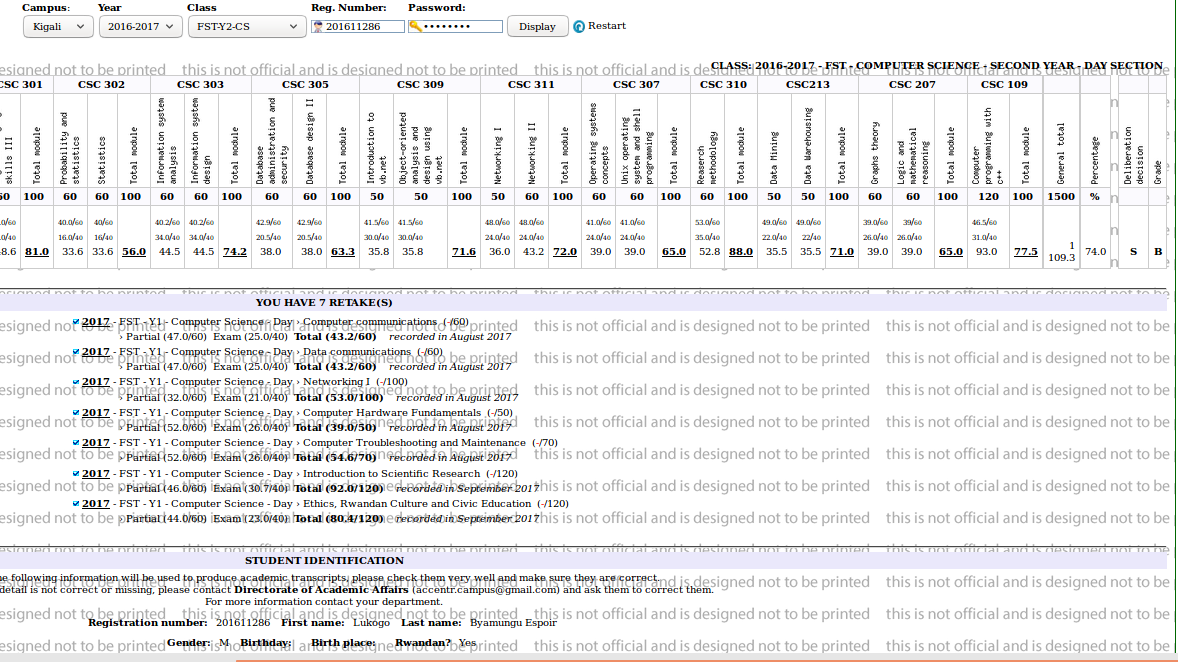 Campus: Year Class Reg. Number: Password:
Kigali 2016-2017 FST-Y2-CS 201611286 •••••••• Display Restart
CLASS: 2016-2017 - FST - COMPUTER SCIENCE - SECOND YEAR - DAY SECTION
esigned not to be printed this is not official and is designed not to be printed this is not official and is designed not to be printed this is not official and is designed not to be
CSC 301 CSC 302 CSC 303 CSC 305 CSC 309 CSC 311 CSC 307 CSC 310 CSC213 CSC 207 CSC 109
skills III
Total module
Probability and statistics
Statistics
Total module
Information system analysis
Information system design
Total module
Database administration and security
Database design II
Total module
Introduction to vb.net
Object-oriented analysis and design using vb.net
Total module
Networking I
Networking II
Total module
Operating systems concepts
Unix operating system and shell programming
Total module
Reaserch methodology
Total module
Data Mining
Data Warehousing
Total module
Graphs theory
Logic and mathematical reasoning
Total module
Computer programming with c++
Total module
General total
Percentage
Deliberation decision
Grade
60 100 60 60 100 60 60 100 60 60 100 50 50 100 50 60 100 60 60 100 60 100 50 50 100 60 60 100 120 100 1500 %
.0/60 40.0/60 40/60 40.2/60 40.2/60 42.9/60 42.9/60 41.5/60 41.5/60 48.0/60 48.0/60 41.0/60 41.0/60 53.0/60 49.0/60 49.0/60 39.0/60 39/60 46.5/60
.0/40 16.0/40 16/40 34.0/40 34.0/40 20.5/40 20.5/40 30.0/40 30.0/40 24.0/40 24.0/40 24.0/40 24.0/40 35.0/40 22.0/40 22/40 26.0/40 26.0/40 31.0/40
8.6 81.0 33.6 33.6 56.0 44.5 44.5 74.2 38.0 38.0 63.3 35.8 35.8 71.6 36.0 43.2 72.0 39.0 39.0 65.0 52.8 88.0 35.5 35.5 71.0 39.0 39.0 65.0 93.0 77.5 1 109.3 74.0 S B
YOU HAVE 7 RETAKE(S)
2017 - FST - Y1 - Computer Science - Day › Computer communications (-/60)
› Partial (47.0/60) Exam (25.0/40) Total (43.2/60) recorded in August 2017
2017 - FST - Y1 - Computer Science - Day › Data communications (-/60)
› Partial (47.0/60) Exam (25.0/40) Total (43.2/60) recorded in August 2017
2017 - FST - Y1 - Computer Science - Day › Networking I (-/100)
› Partial (32.0/60) Exam (21.0/40) Total (53.0/100) recorded in August 2017
2017 - FST - Y1 - Computer Science - Day › Computer Hardware Fundamentals (-/50)
› Partial (52.0/60) Exam (26.0/40) Total (39.0/50) recorded in August 2017
2017 - FST - Y1 - Computer Science - Day › Computer Troubleshooting and Maintenance (-/70)
› Partial (52.0/60) Exam (26.0/40) Total (54.6/70) recorded in August 2017
2017 - FST - Y1 - Computer Science - Day › Introduction to Scientific Research (-/120)
› Partial (46.0/60) Exam (30.7/40) Total (92.0/120) recorded in September 2017
2017 - FST - Y1 - Computer Science - Day › Ethics, Rwandan Culture and Civic Education (-/120)
› Partial (44.0/60) Exam (23.0/40) Total (80.4/120) recorded in September 2017
STUDENT IDENTIFICATION
he following information will be used to produce academic transcripts, please check them very well and make sure they are correct.
detail is not correct or missing, please contact Directorate of Academic Affairs (accentr.campus@gmail.com) and ask them to correct them.
For more information contact your department.
Registration number: 201611286 First name: Lukogo Last name: Byamungu Espoir
Gender: M Birthday: Birth place: Rwandan? Yes